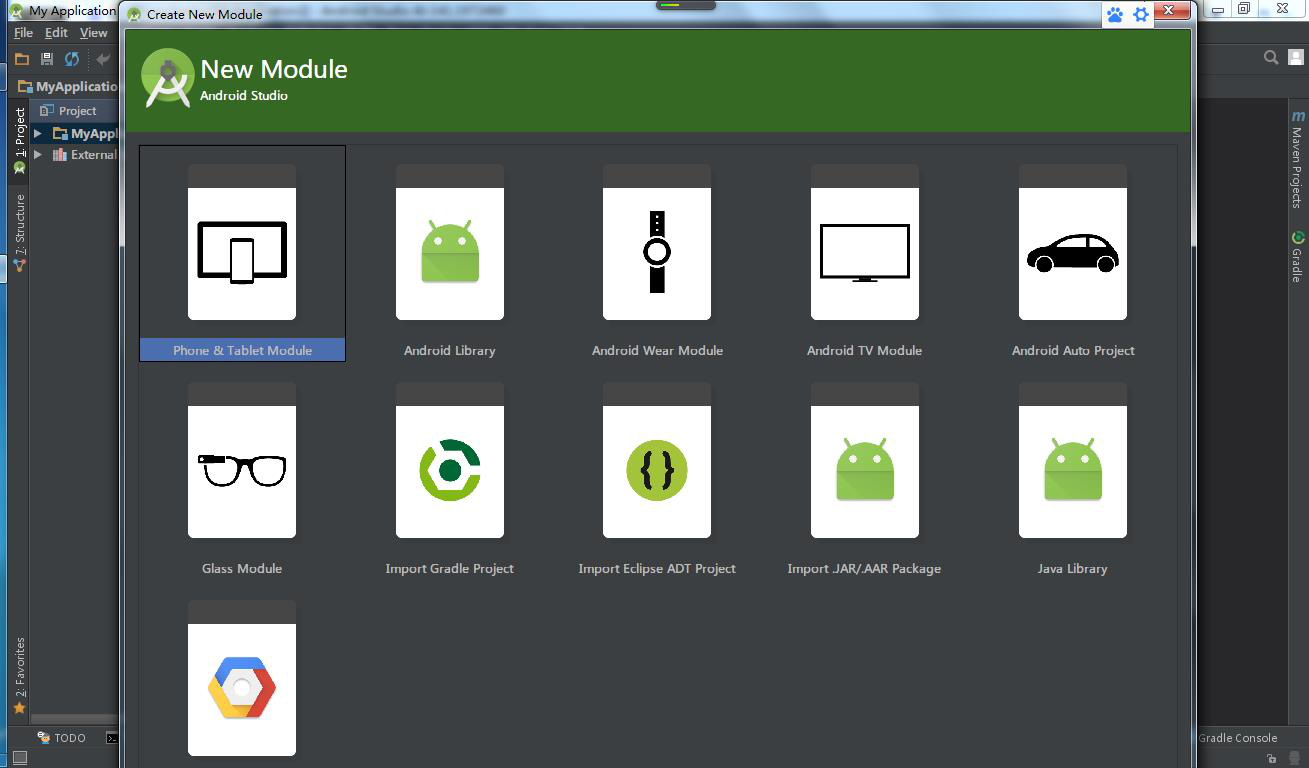 My Application
Create New Module
File Edit View
MyApplicatio
New Module
Android Studio
Project
1: Project
MyAppl
External
7: Structure
2: Favorites
Maven Projects
Gradle
Phone & Tablet Module
Android Library
Android Wear Module
Android TV Module
Android Auto Project
Glass Module
Import Gradle Project
Import Eclipse ADT Project
Import .JAR/.AAR Package
Java Library
TODO
Gradle Console